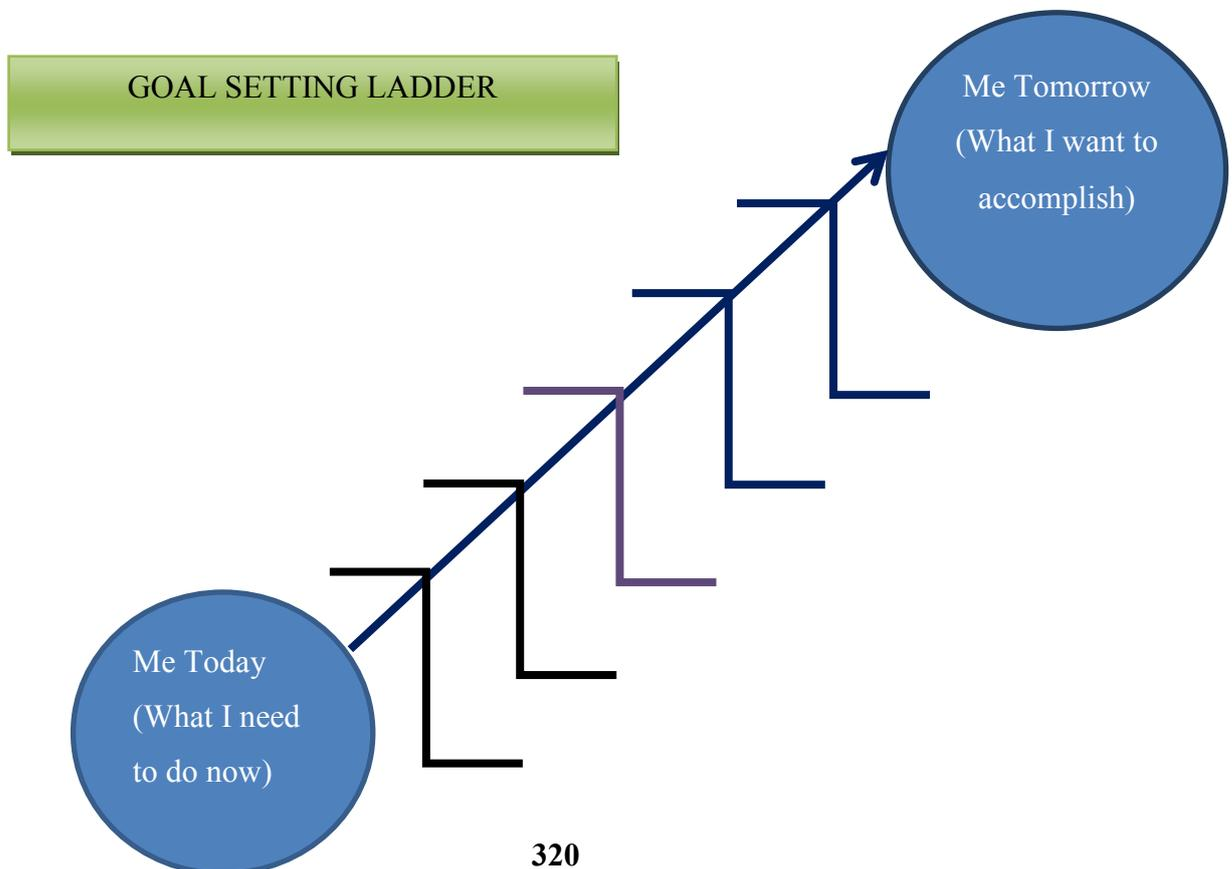 GOAL SETTING LADDER
Me Tomorrow
(What I want to
accomplish)
Me Today
(What I need
to do now)
320